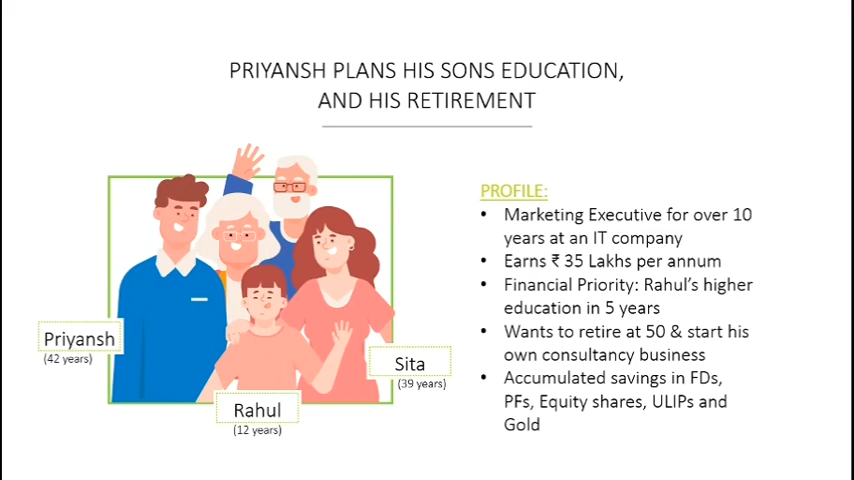 PRIYANSH PLANS HIS SONS EDUCATION,
AND HIS RETIREMENT
PROFILE:
• Marketing Executive for over 10
years at an IT company
• Earns ₹ 35 Lakhs per annum
• Financial Priority: Rahul's higher
education in 5 years
• Wants to retire at 50 & start his
own consultancy business
• Accumulated savings in FDs,
PFs, Equity shares, ULIPs and
Gold
Priyansh
(42 years)
Sita
(39 years)
Rahul
(12 years)